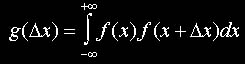 g(Δx) = ∫_{-∞}^{+∞} f(x) f(x + Δx)dx